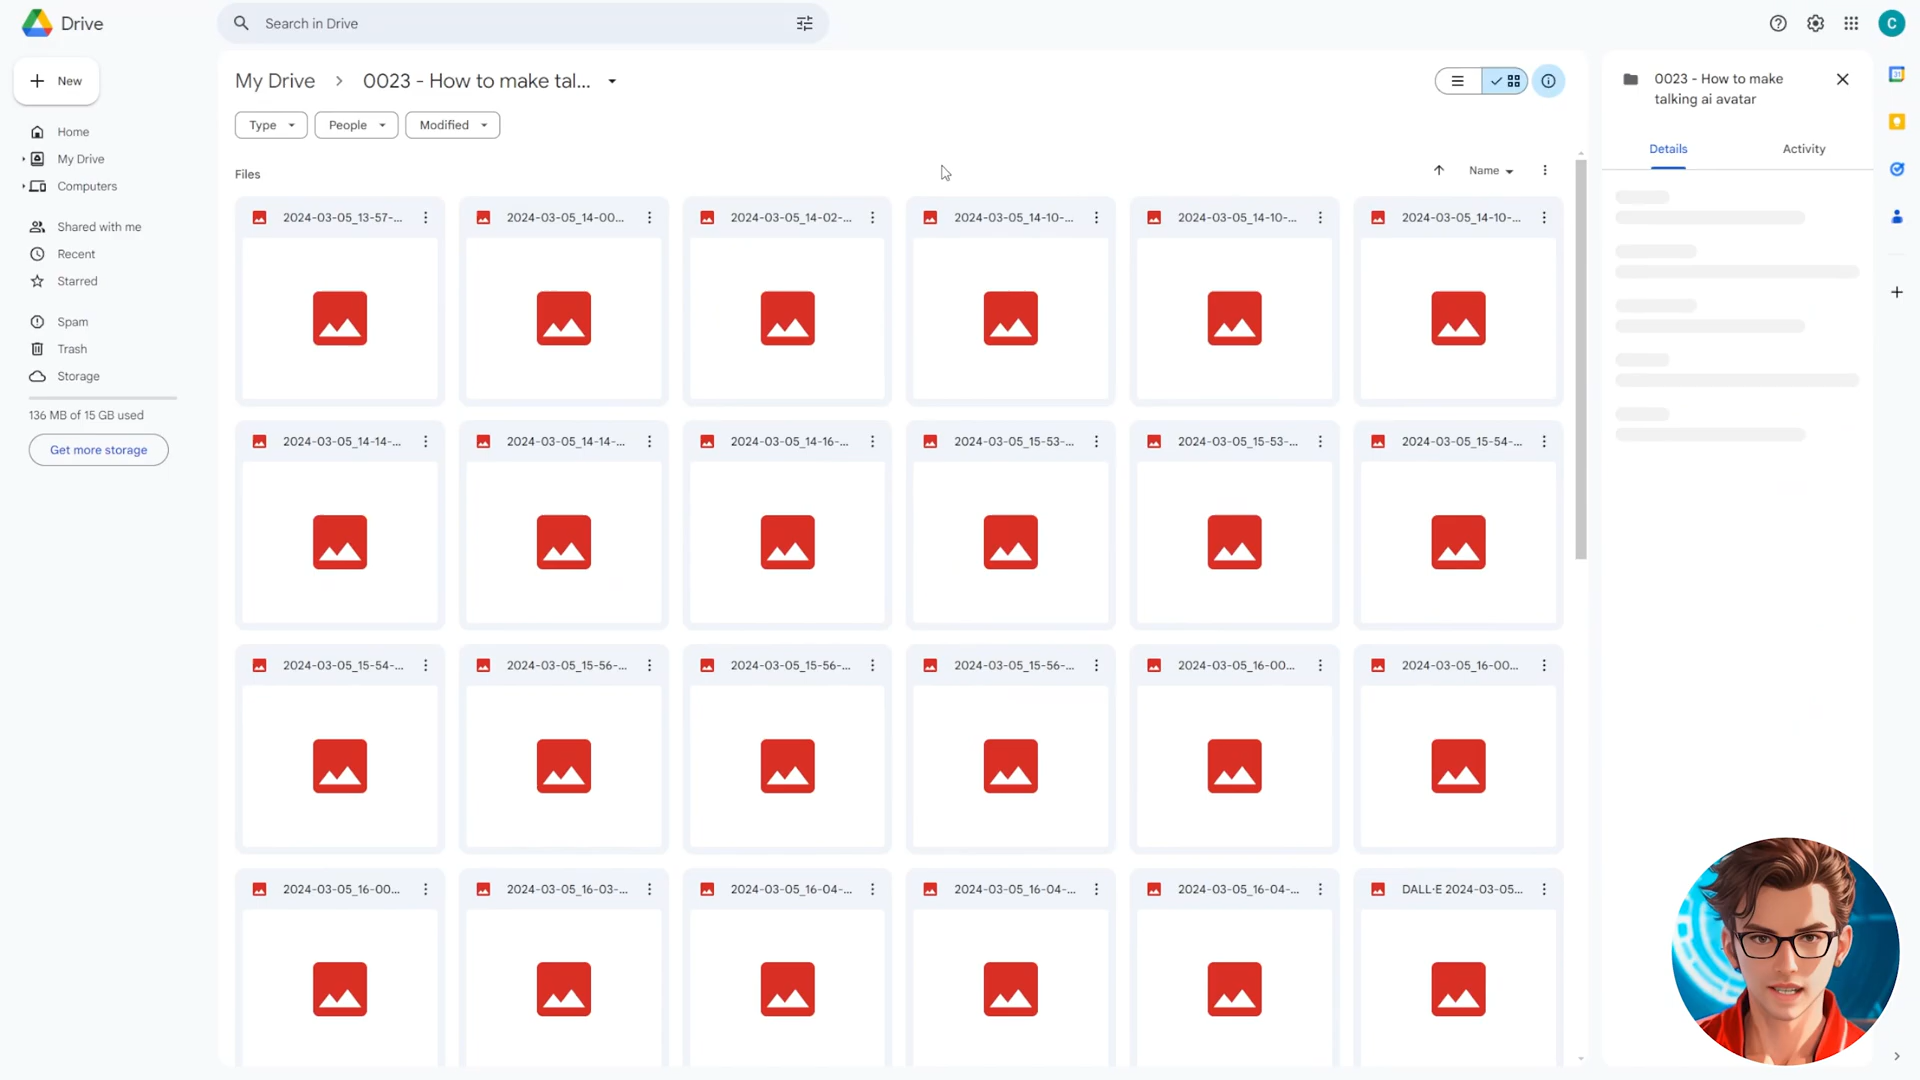 Drive
Search in Drive
C
New
My Drive
0023 - How to make tal...
0023 - How to make
talking ai avatar
Type
People
Modified
Home
My Drive
Computers
Shared with me
Recent
Starred
Spam
Trash
Storage
136 MB of 15 GB used
Get more storage
Files
Name
Details
Activity
31
2024-03-05_13-57-...
2024-03-05_14-00...
2024-03-05_14-02-...
2024-03-05_14-10-...
2024-03-05_14-10-...
2024-03-05_14-10-...
2024-03-05_14-14-...
2024-03-05_14-14-...
2024-03-05_14-16-...
2024-03-05_15-53-...
2024-03-05_15-53-...
2024-03-05_15-54-...
2024-03-05_15-54-...
2024-03-05_15-56-...
2024-03-05_15-56-...
2024-03-05_15-56-...
2024-03-05_16-00...
2024-03-05_16-00...
2024-03-05_16-00...
2024-03-05_16-03-...
2024-03-05_16-04-...
2024-03-05_16-04-...
2024-03-05_16-04-...
DALL·E 2024-03-05...